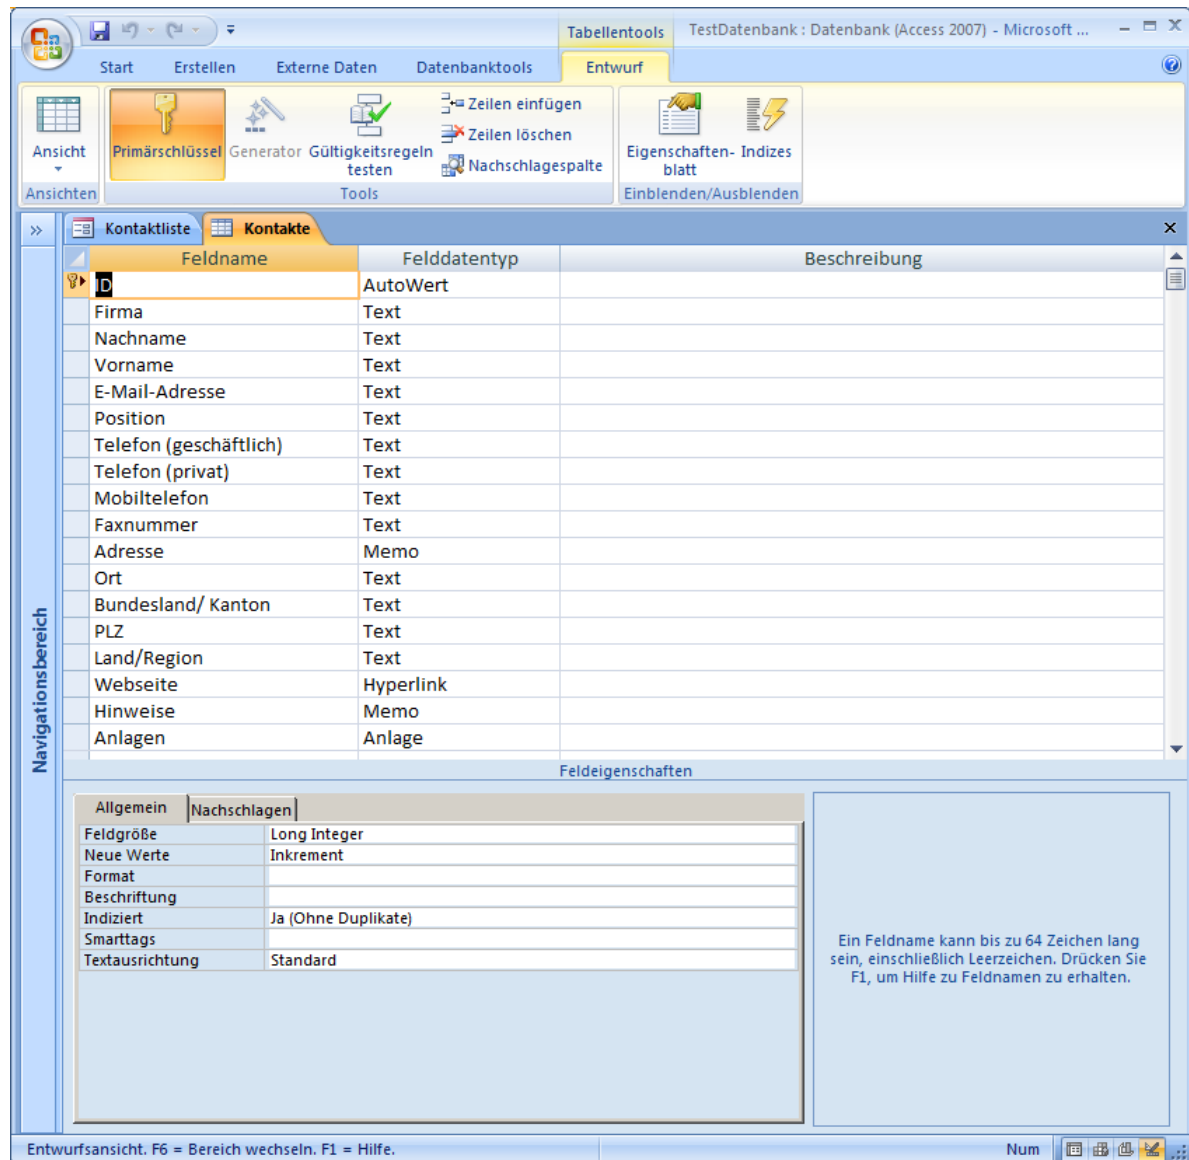 Tabellentools TestDatenbank : Datenbank (Access 2007) - Microsoft ...
Start Erstellen Externe Daten Datenbanktools Entwurf
Ansicht
Ansichten
Primärschlüssel Generator Gültigkeitsregeln testen
Zeilen einfügen
Zeilen löschen
Nachschlagespalte
Tools
Eigenschaften-blatt Indizes
Einblenden/Ausblenden
Kontaktliste Kontakte
Feldname Felddatentyp Beschreibung
ID AutoWert
Firma Text
Nachname Text
Vorname Text
E-Mail-Adresse Text
Position Text
Telefon (geschäftlich) Text
Telefon (privat) Text
Mobiltelefon Text
Faxnummer Text
Adresse Memo
Ort Text
Bundesland/ Kanton Text
PLZ Text
Land/Region Text
Webseite Hyperlink
Hinweise Memo
Anlagen Anlage
Navigationsbereich
Feldeigenschaften
Allgemein Nachschlagen
Feldgröße Long Integer
Neue Werte Inkrement
Format
Beschriftung
Indiziert Ja (Ohne Duplikate)
Smarttags
Textausrichtung Standard
Ein Feldname kann bis zu 64 Zeichen lang
sein, einschließlich Leerzeichen. Drücken Sie
F1, um Hilfe zu Feldnamen zu erhalten.
Entwurfsansicht. F6 = Bereich wechseln. F1 = Hilfe. Num